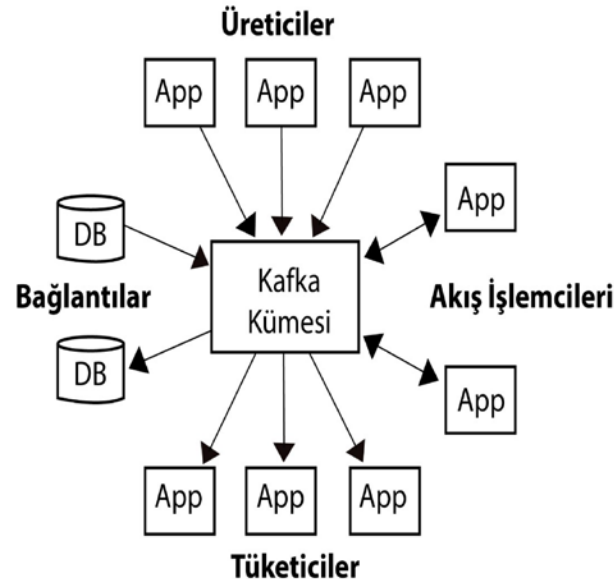 Üreticiler
App App App
App
DB
Kafka
Kümesi
Bağlantılar
Akış İşlemcileri
DB
App
App App App
Tüketiciler